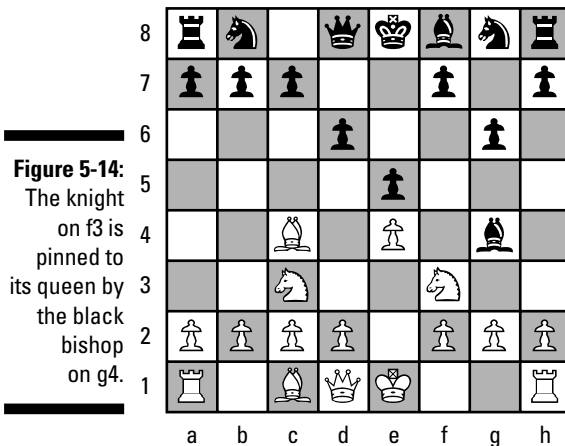 Figure 5-14:
The knight
on f3 is
pinned to
its queen by
the black
bishop
on g4.
8
7
6
5
4
3
2
1
a b c d e f g h